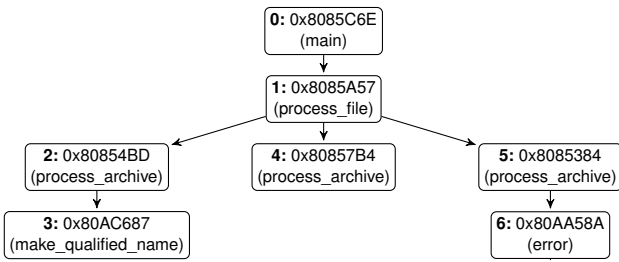 0: 0x8085C6E
(main)
1: 0x8085A57
(process_file)
2: 0x80854BD
(process_archive)
4: 0x80857B4
(process_archive)
5: 0x8085384
(process_archive)
3: 0x80AC687
(make_qualified_name)
6: 0x80AA58A
(error)